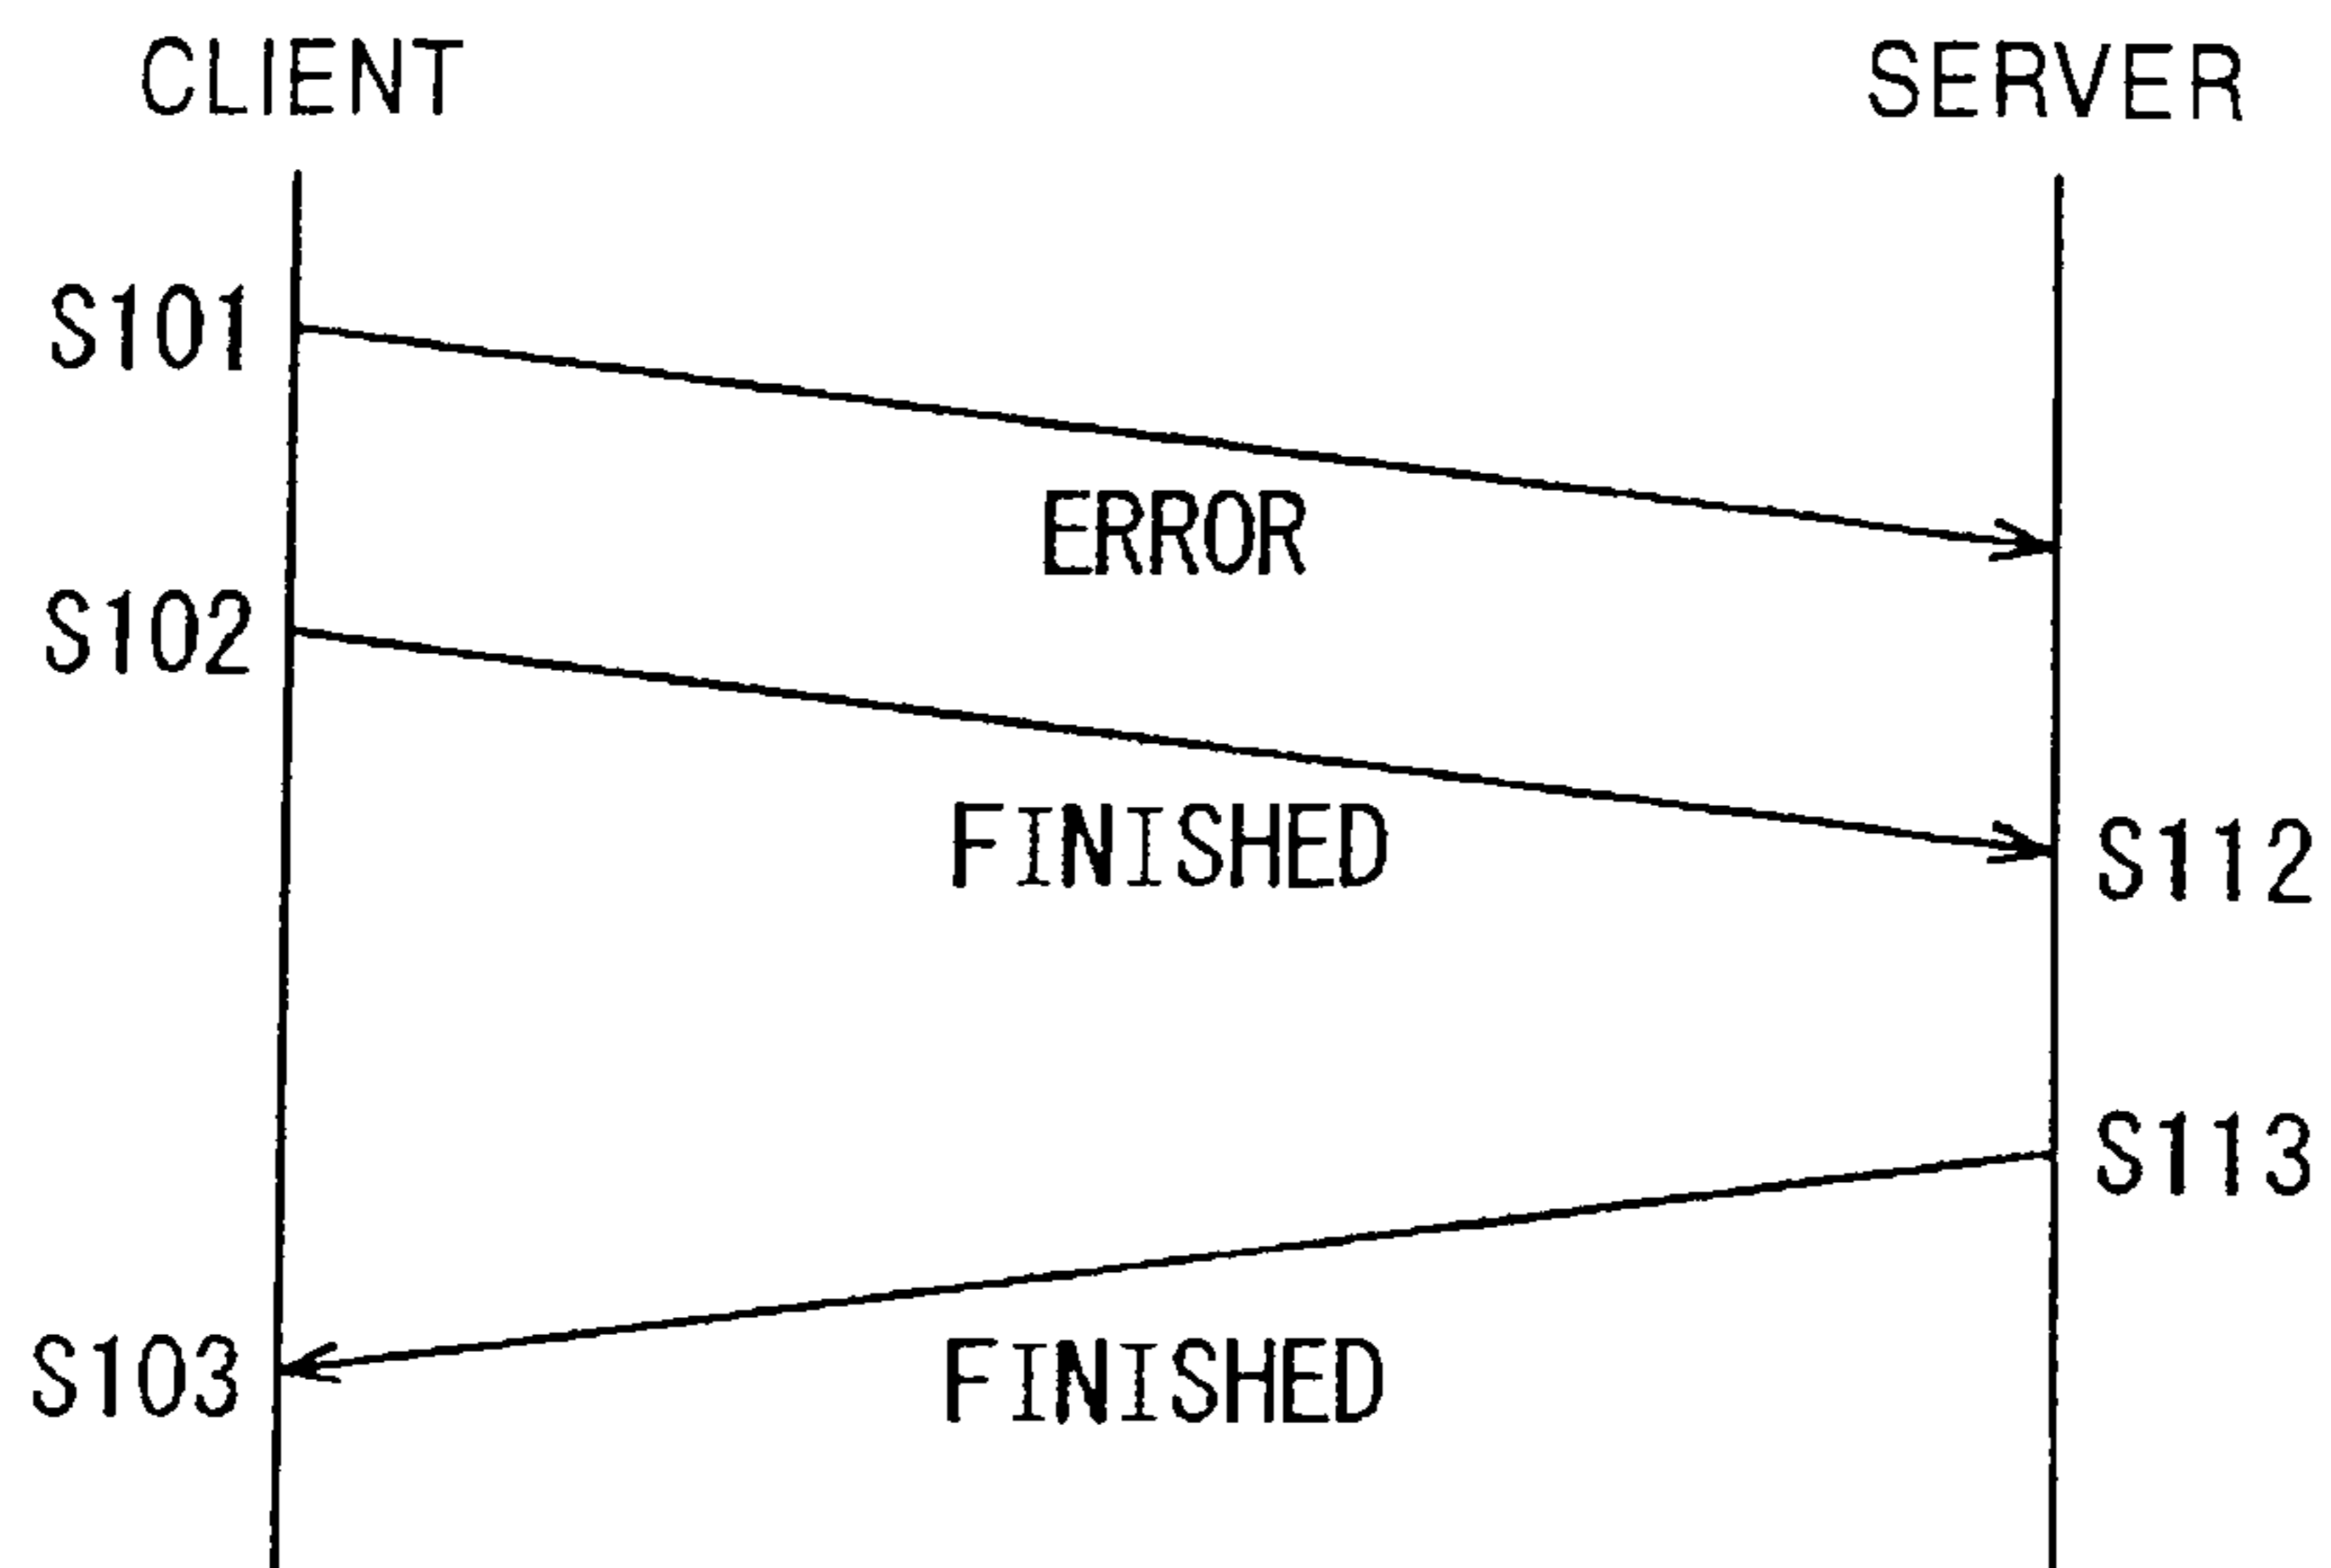 CLIENT SERVER
S101
ERROR
S102
FINISHED
S112
S113
S103
FINISHED